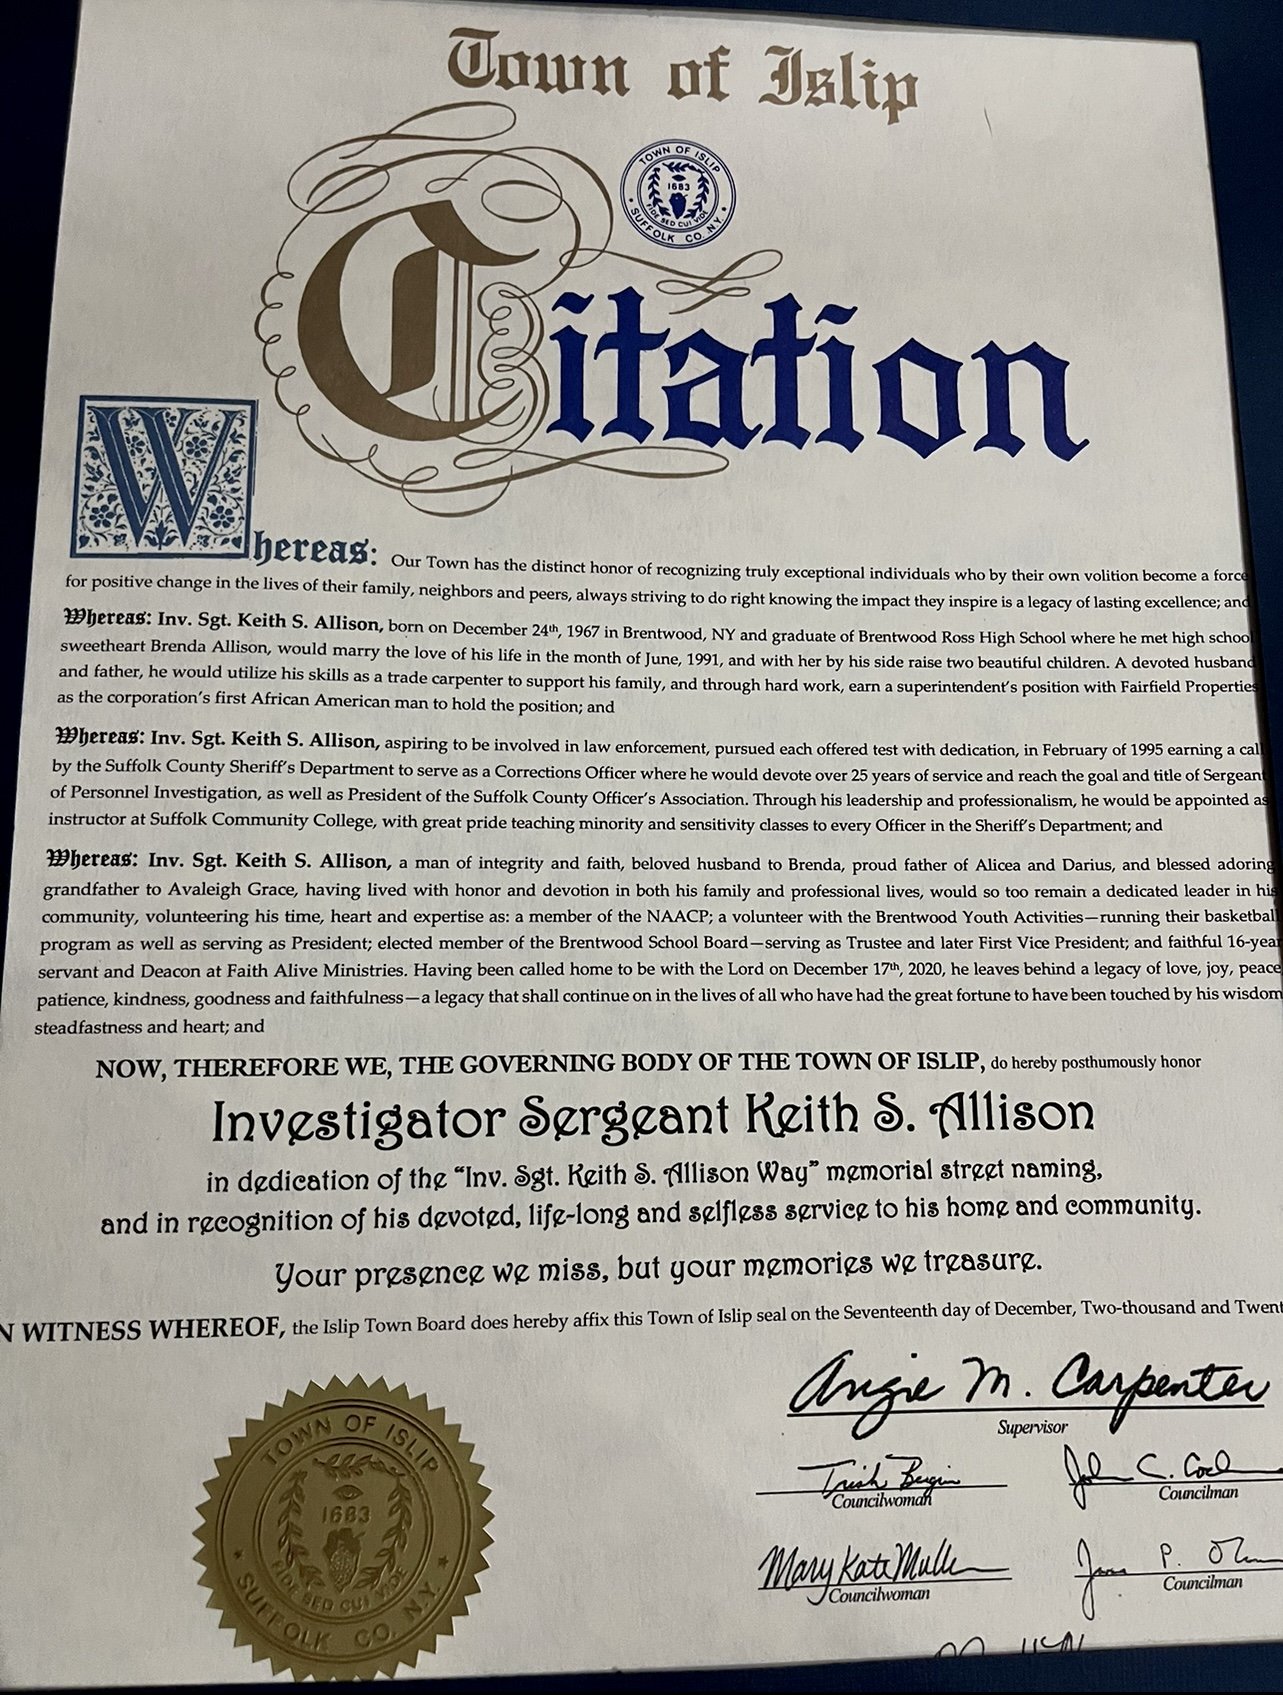 Town of Islip
TOWN OF ISLIP
1683
FIDE SED CUI VIDE
SUFFOLK CO. N.Y.
Citation
Whereas: Our Town has the distinct honor of recognizing truly exceptional individuals who by their own volition become a force
for positive change in the lives of their family, neighbors and peers, always striving to do right knowing the impact they inspire is a legacy of lasting excellence; and
Whereas: Inv. Sgt. Keith S. Allison, born on December 24th, 1967 in Brentwood, NY and graduate of Brentwood Ross High School where he met high schoo
sweetheart Brenda Allison, would marry the love of his life in the month of June, 1991, and with her by his side raise two beautiful children. A devoted husband
and father, he would utilize his skills as a trade carpenter to support his family, and through hard work, earn a superintendent's position with Fairfield Properties
as the corporation's first African American man to hold the position; and
Whereas: Inv. Sgt. Keith S. Allison, aspiring to be involved in law enforcement, pursued each offered test with dedication, in February of 1995 earning a call
by the Suffolk County Sheriff's Department to serve as a Corrections Officer where he would devote over 25 years of service and reach the goal and title of Sergeant
of Personnel Investigation, as well as President of the Suffolk County Officer's Association. Through his leadership and professionalism, he would be appointed as
instructor at Suffolk Community College, with great pride teaching minority and sensitivity classes to every Officer in the Sheriff's Department; and
Whereas: Inv. Sgt. Keith S. Allison, a man of integrity and faith, beloved husband to Brenda, proud father of Alicea and Darius, and blessed adoring
grandfather to Avaleigh Grace, having lived with honor and devotion in both his family and professional lives, would so too remain a dedicated leader in his
community, volunteering his time, heart and expertise as: a member of the NAACP; a volunteer with the Brentwood Youth Activities—running their basketball
program as well as serving as President; elected member of the Brentwood School Board—serving as Trustee and later First Vice President; and faithful 16-year
servant and Deacon at Faith Alive Ministries. Having been called home to be with the Lord on December 17th, 2020, he leaves behind a legacy of love, joy, peace
patience, kindness, goodness and faithfulness—a legacy that shall continue on in the lives of all who have had the great fortune to have been touched by his wisdom
steadfastness and heart; and
NOW, THEREFORE WE, THE GOVERNING BODY OF THE TOWN OF ISLIP, do hereby posthumously honor
Investigator Sergeant Keith S. Allison
in dedication of the "Inv. Sgt. Keith S. Allison Way" memorial street naming,
and in recognition of his devoted, life-long and selfless service to his home and community.
Your presence we miss, but your memories we treasure.
N WITNESS WHEREOF, the Islip Town Board does hereby affix this Town of Islip seal on the Seventeenth day of December, Two-thousand and Twent
Angie M. Carpenter
Supervisor
Trish Bergin
Councilwoman
John C. Coch
Councilman
Mary Kate Mulle
Councilwoman
P. O
Councilman
TOWN OF ISLIP
1683
FIDE SED CUI VIDE
SUFFOLK CO. N.Y.